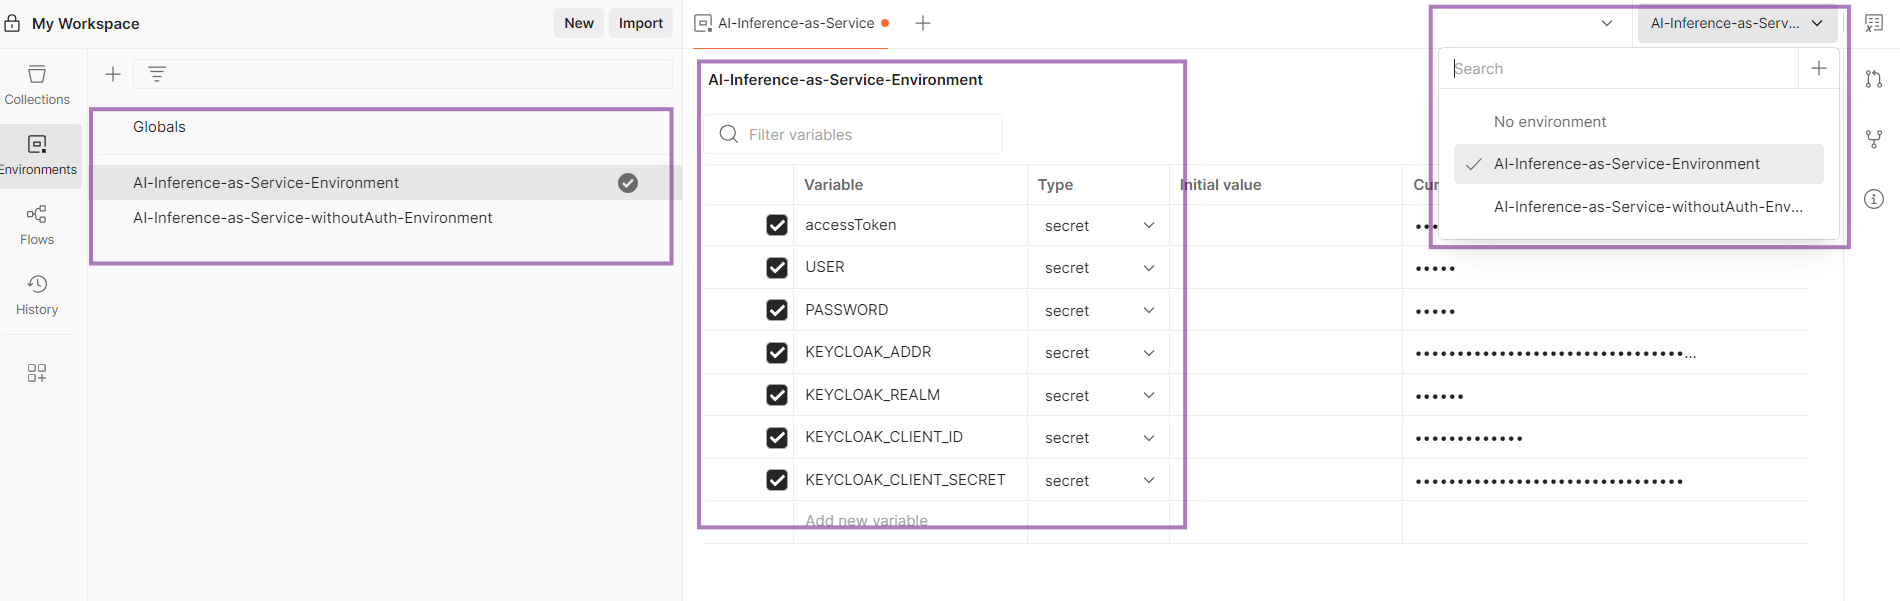 My Workspace
New
Import
AI-Inference-as-Service
AI-Inference-as-Serv...
Collections
Environments
Flows
History
Globals
AI-Inference-as-Service-Environment
AI-Inference-as-Service-withoutAuth-Environment
AI-Inference-as-Service-Environment
Filter variables
Variable Type Initial value Cur
accessToken secret
USER secret
PASSWORD secret
KEYCLOAK_ADDR secret
KEYCLOAK_REALM secret
KEYCLOAK_CLIENT_ID secret
KEYCLOAK_CLIENT_SECRET secret
Add new variable
Search
No environment
AI-Inference-as-Service-Environment
AI-Inference-as-Service-withoutAuth-Env...